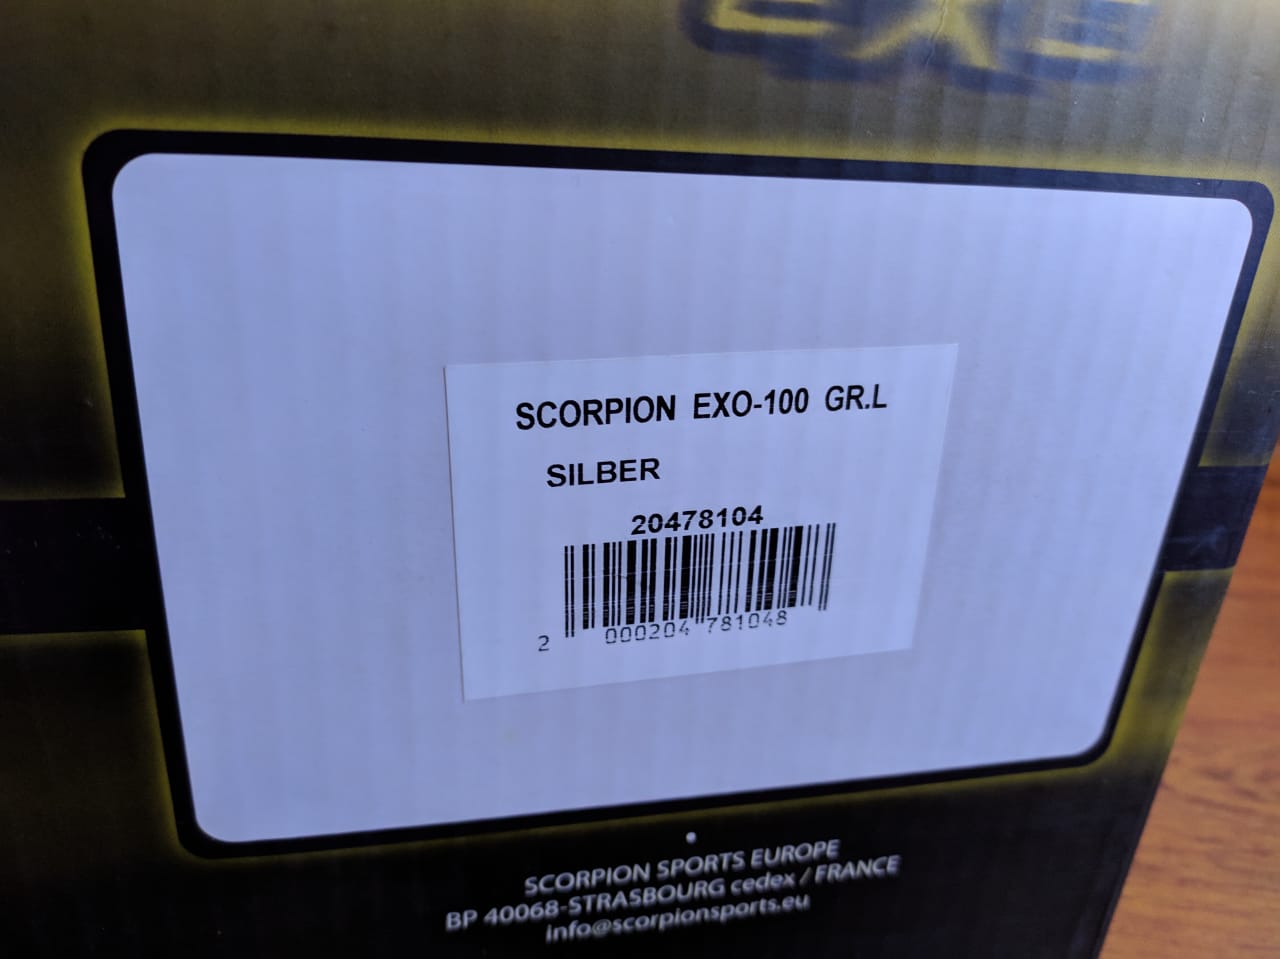 EXO
SCORPION EXO-100 GR.L
SILBER
20478104
2 000204 781048
SCORPION SPORTS EUROPE
BP 40068-STRASBOURG cedex / FRANCE
info@scorpionsports.eu